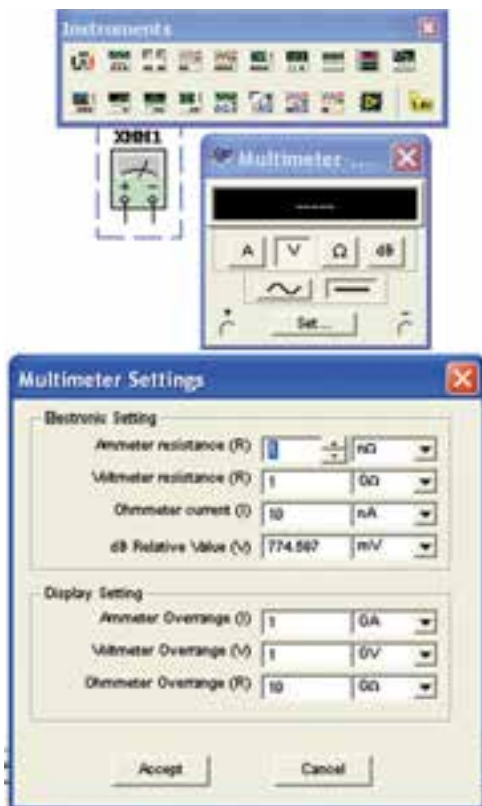 Instruments
XMM1
Multimeter ...
-----
A V Ω dB
+ -
Set...
Multimeter Settings
Electronic Setting
Ammeter resistance (R) 1 nΩ
Voltmeter resistance (R) 1 GΩ
Ohmmeter current (I) 10 nA
dB Relative Value (V) 774.597 mV
Display Setting
Ammeter Overrange (I) 1 GA
Voltmeter Overrange (V) 1 GV
Ohmmeter Overrange (R) 10 GΩ
Accept Cancel